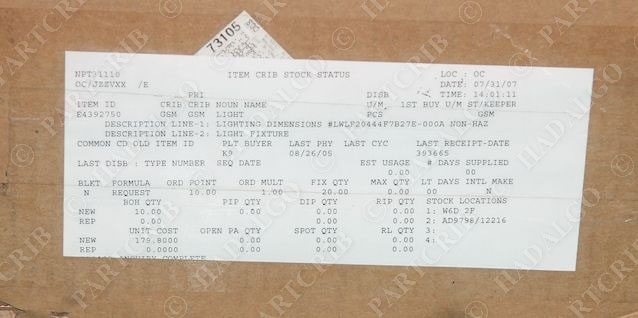 73105
NPT91110 ITEM CRIB STOCK STATUS LOC : OC
OC/JZZVXX /E DATE: 07/31/07
PRI DISB TIME: 14:01:11
ITEM ID CRIB CRIB NOUN NAME U/M, 1ST BUY U/M ST/KEEPER
E4392750 GSM GSM LIGHT PCS GSM
DESCRIPTION LINE-1: LIGHTING DIMENSIONS #LWLF20444F7B27E-000A NON-HAZ
DESCRIPTION LINE-2: LIGHT FIXTURE
COMMON CD OLD ITEM ID PLT BUYER LAST PHY LAST CYC LAST RECEIPT-DATE
K9 08/26/05 393665
LAST DISB : TYPE NUMBER SEQ DATE EST USAGE # DAYS SUPPLIED
0.00 00
BLKT FORMULA ORD POINT ORD MULT FIX QTY MAX QTY LT DAYS INTL MAKE
N REQUEST 10.00 1.00 20.00 0.00 00 N
BOH QTY PIP QTY DIP QTY RIP QTY STOCK LOCATIONS
NEW 10.00 0.00 0.00 0.00 1: W6D 2F
REP 0.00 0.00 0.00 2: AD9798/12216
UNIT COST OPEN PA QTY SPOT QTY RL QTY 3:
NEW 179.8000 0.00 0.00 0.00 4:
REP 0.0000 0.00 0.00 0.00
INQUIRY COMPLETE
© PARTCRIB © HADALGO